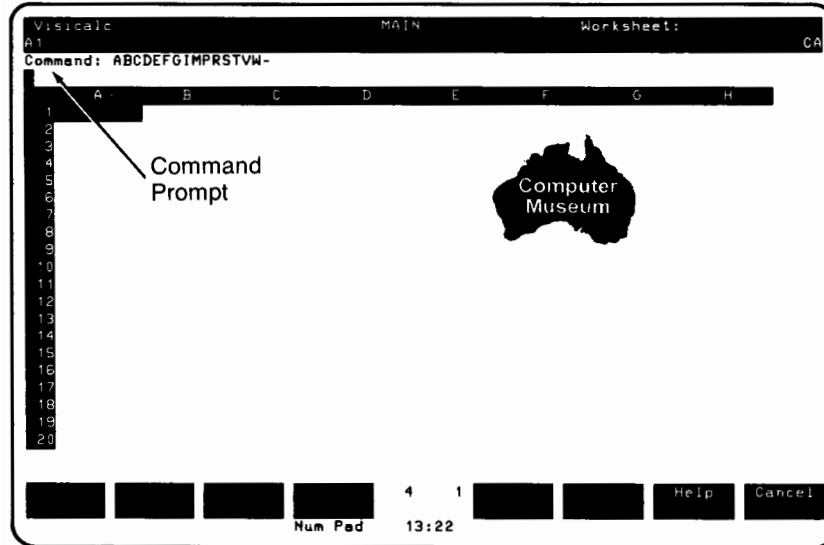 Visicalc MAIN Worksheet:
A1 CA
Command: ABCDEFGIMPRSTVW-
A B C D E F G H
1
2
3
4
5
6
7
8
9
10
11
12
13
14
15
16
17
18
19
20
Command
Prompt
Computer
Museum
4 1
Help Cancel
Num Pad 13:22